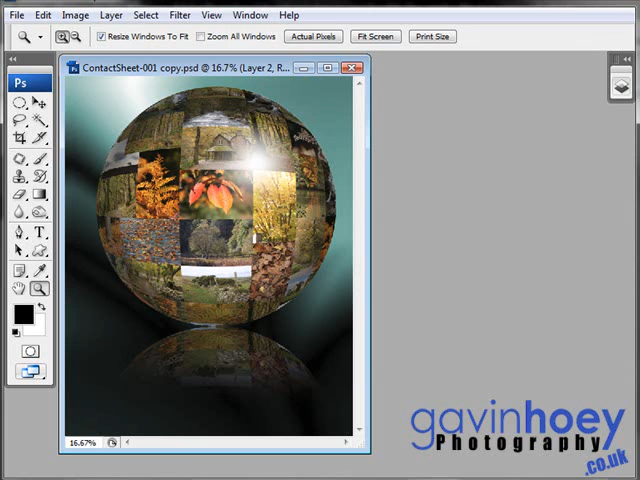 File Edit Image Layer Select Filter View Window Help
Resize Windows To Fit Zoom All Windows Actual Pixels Fit Screen Print Size
Ps
ContactSheet-001 copy.psd @ 16.7% (Layer 2, R...
T
16.67%
gavinhoey
Photography
.co.uk